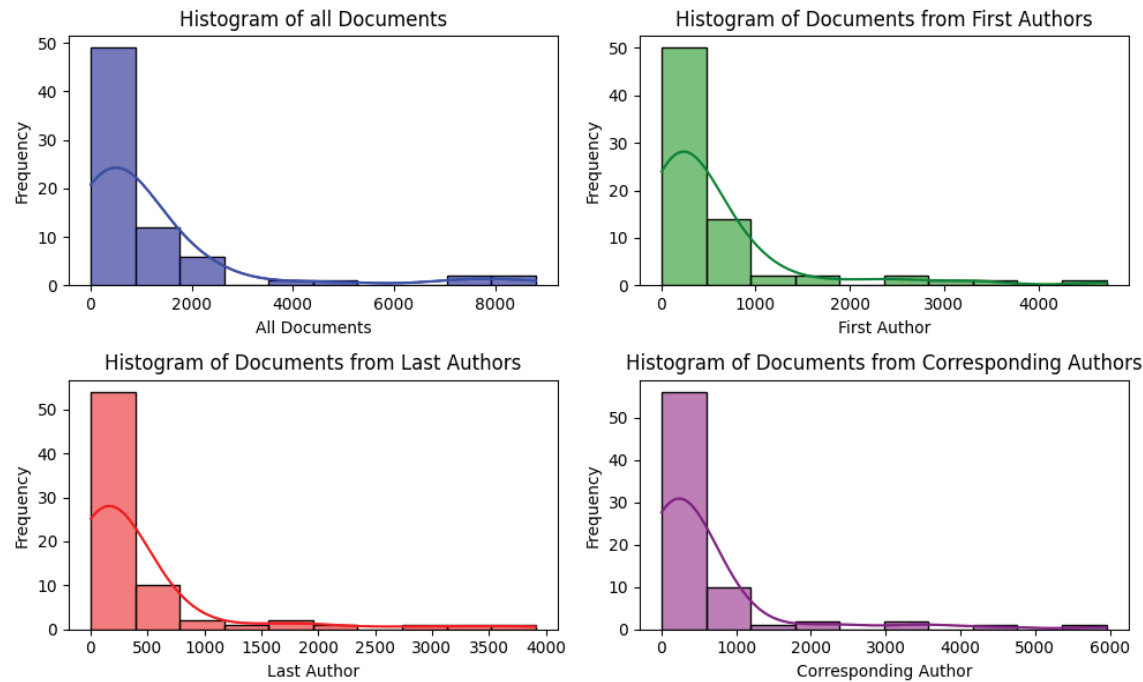 Histogram of all Documents
Frequency
50
40
30
20
10
0
0 2000 4000 6000 8000
All Documents
Histogram of Documents from First Authors
Frequency
50
40
30
20
10
0
0 1000 2000 3000 4000
First Author
Histogram of Documents from Last Authors
Frequency
50
40
30
20
10
0
0 500 1000 1500 2000 2500 3000 3500 4000
Last Author
Histogram of Documents from Corresponding Authors
Frequency
50
40
30
20
10
0
0 1000 2000 3000 4000 5000 6000
Corresponding Author